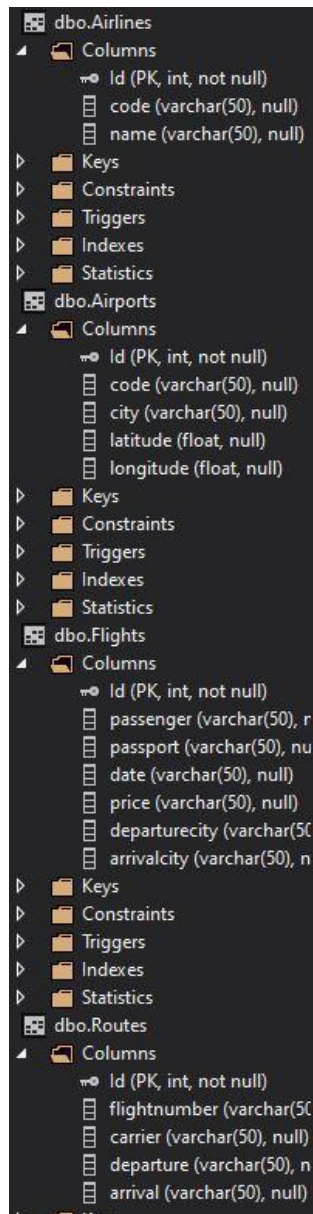 dbo.Airlines
Columns
Id (PK, int, not null)
code (varchar(50), null)
name (varchar(50), null)
Keys
Constraints
Triggers
Indexes
Statistics
dbo.Airports
Columns
Id (PK, int, not null)
code (varchar(50), null)
city (varchar(50), null)
latitude (float, null)
longitude (float, null)
Keys
Constraints
Triggers
Indexes
Statistics
dbo.Flights
Columns
Id (PK, int, not null)
passenger (varchar(50), n
passport (varchar(50), nu
date (varchar(50), null)
price (varchar(50), null)
departurecity (varchar(50
arrivalcity (varchar(50), n
Keys
Constraints
Triggers
Indexes
Statistics
dbo.Routes
Columns
Id (PK, int, not null)
flightnumber (varchar(50
carrier (varchar(50), null)
departure (varchar(50), n
arrival (varchar(50), null)